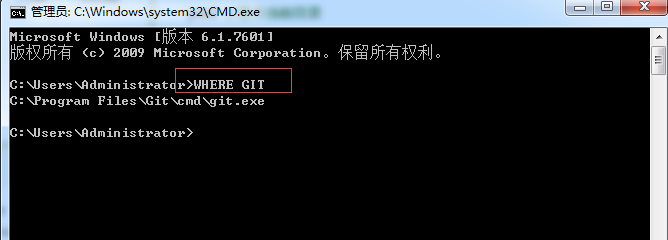 管理员: C:\Windows\system32\CMD.exe
Microsoft Windows [版本 6.1.7601]
版权所有 (c) 2009 Microsoft Corporation。保留所有权利。
C:\Users\Administrator>WHERE GIT
C:\Program Files\Git\cmd\git.exe
C:\Users\Administrator>